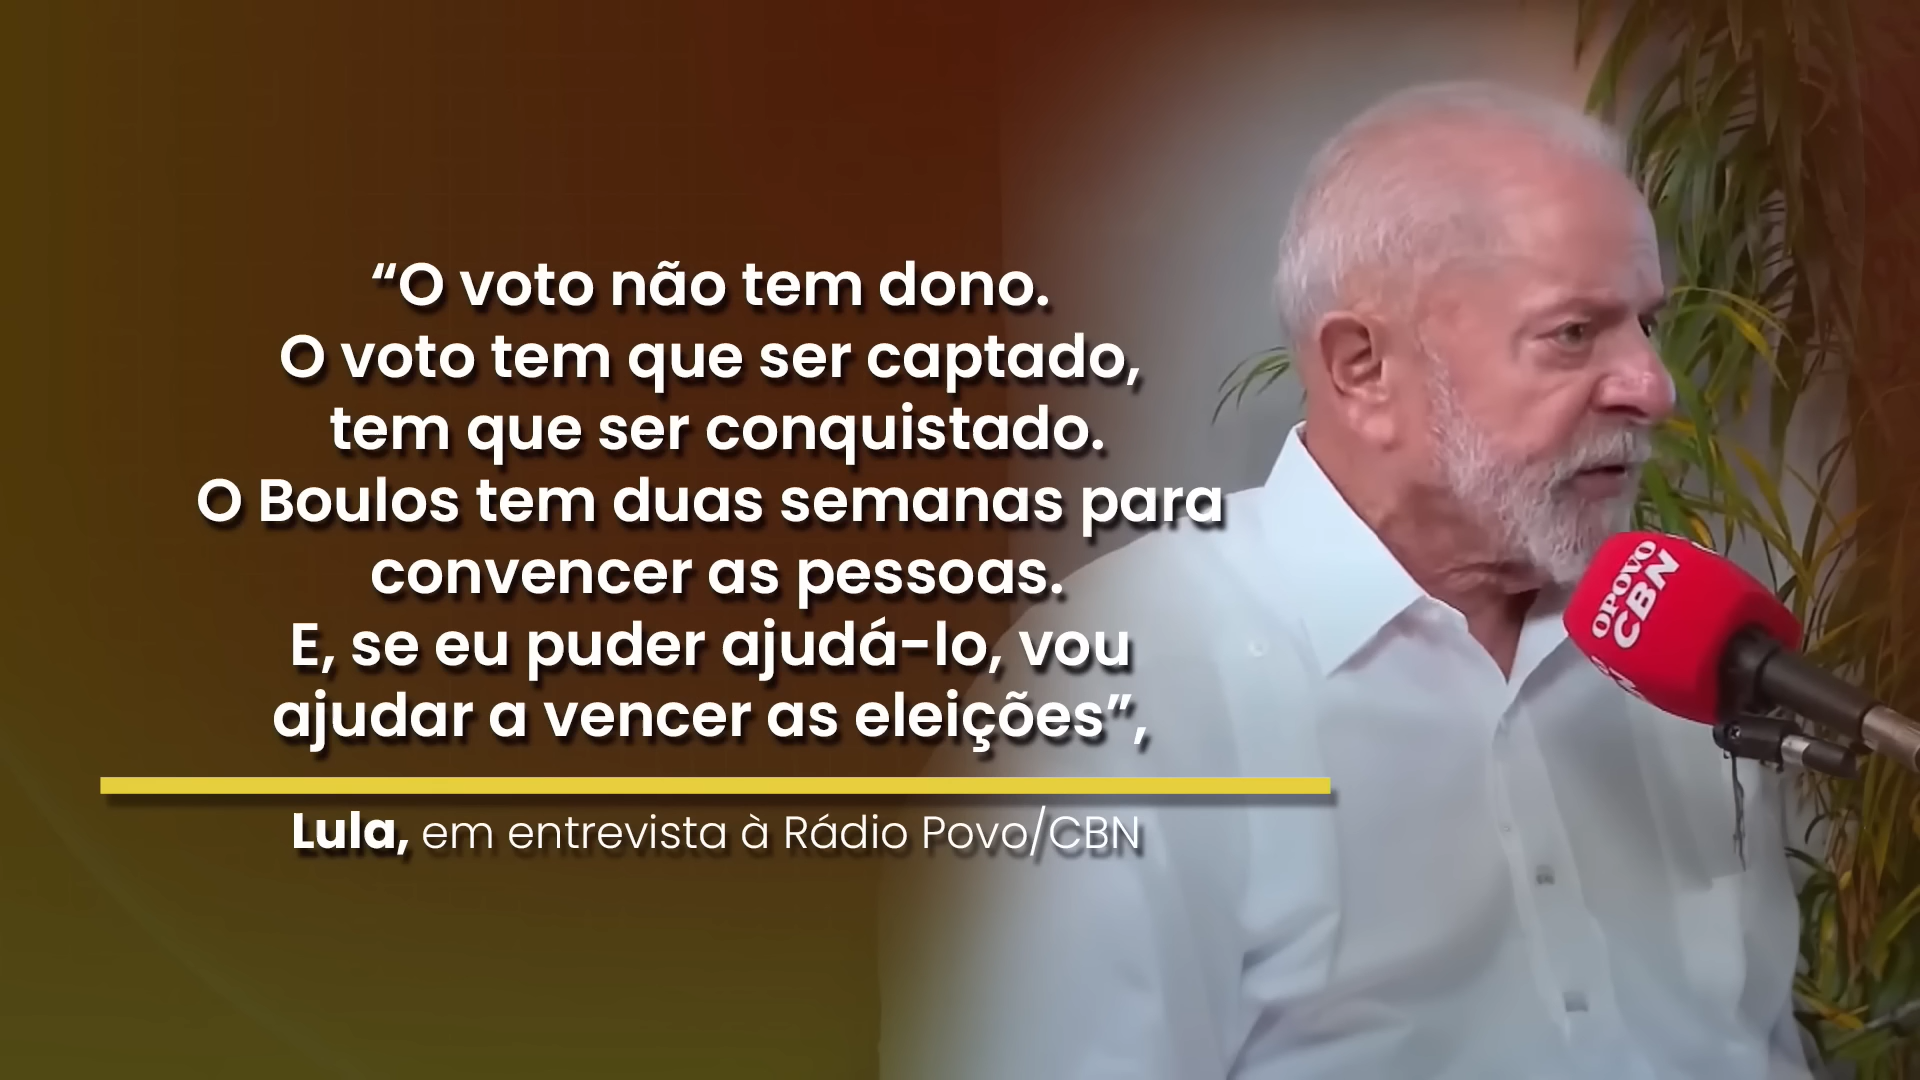 “O voto não tem dono.
O voto tem que ser captado,
tem que ser conquistado.
O Boulos tem duas semanas para
convencer as pessoas.
E, se eu puder ajudá-lo, vou
ajudar a vencer as eleições”,
Lula, em entrevista à Rádio Povo/CBN
OPOVO
CBN